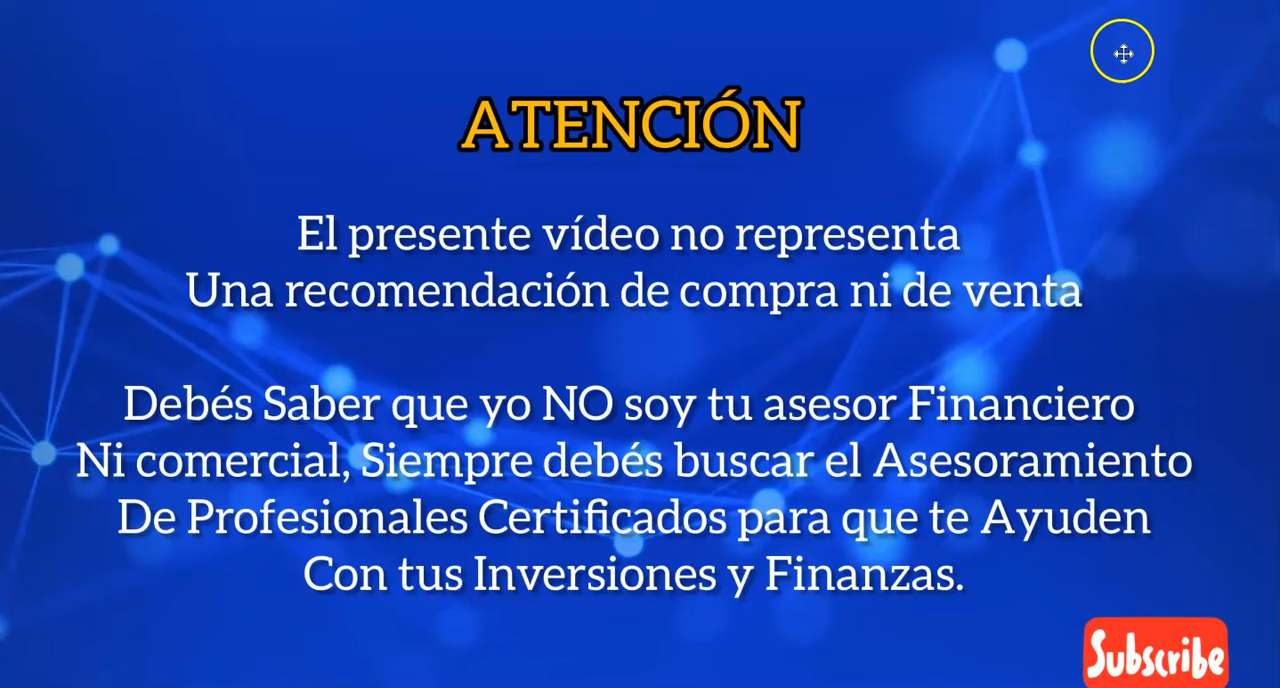 ATENCIÓN
El presente vídeo no representa
Una recomendación de compra ni de venta
Debés Saber que yo NO soy tu asesor Financiero
Ni comercial, Siempre debés buscar el Asesoramiento
De Profesionales Certificados para que te Ayuden
Con tus Inversiones y Finanzas.
Subscribe